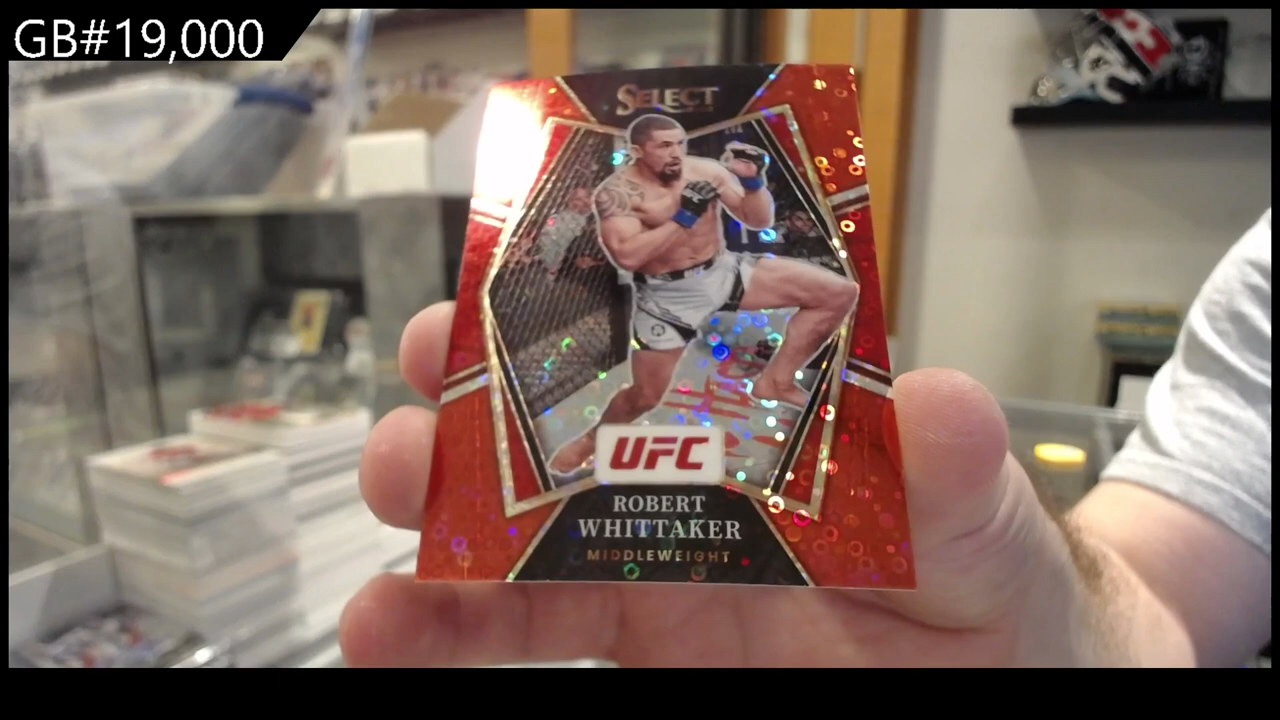 GB#19,000
SELECT
UFC
ROBERT
WHITTAKER
MIDDLEWEIGHT